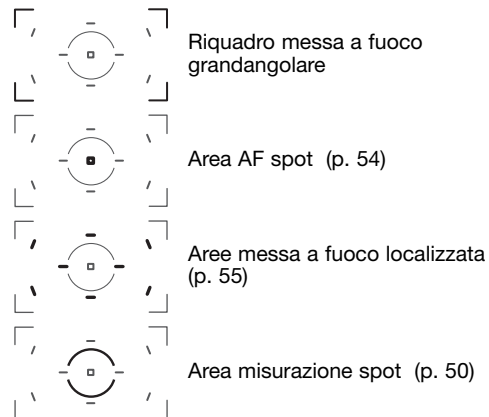 Riquadro messa a fuoco
grandangolare
Area AF spot (p. 54)
Aree messa a fuoco localizzata
(p. 55)
Area misurazione spot (p. 50)